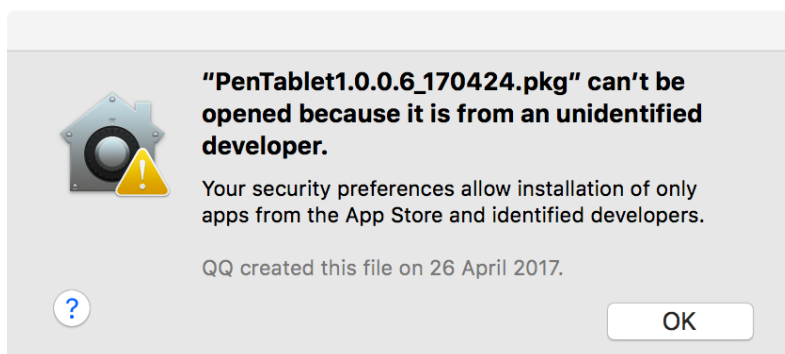 “PenTablet1.0.0.6_170424.pkg” can’t be
opened because it is from an unidentified
developer.
Your security preferences allow installation of only
apps from the App Store and identified developers.
QQ created this file on 26 April 2017.
?
OK